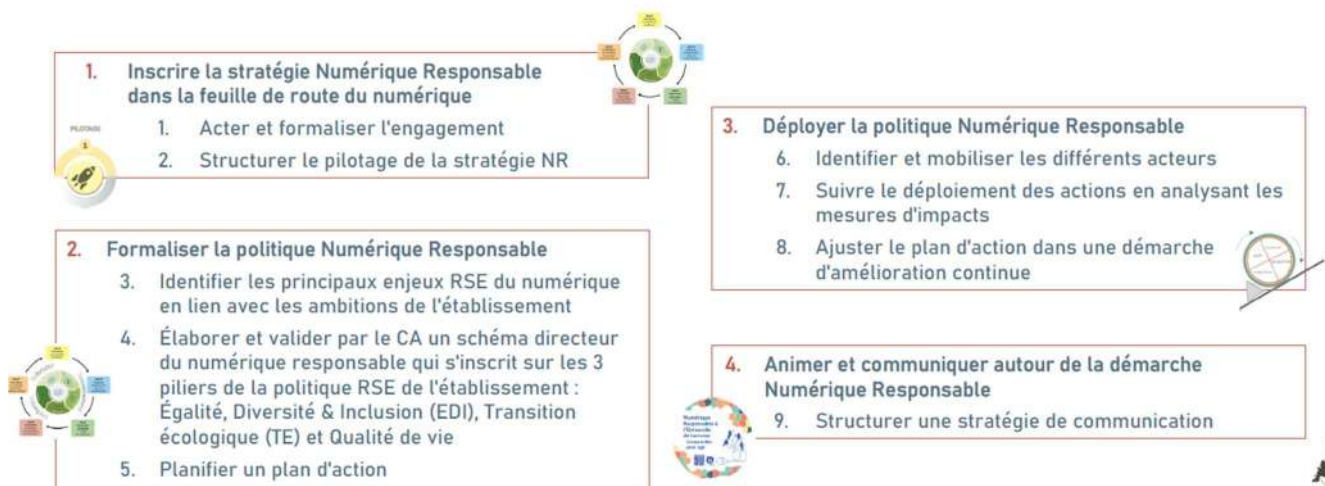 1. Inscrire la stratégie Numérique Responsable
dans la feuille de route du numérique
PILOTAGE
1
1. Acter et formaliser l'engagement
2. Structurer le pilotage de la stratégie NR
2. Formaliser la politique Numérique Responsable
3. Identifier les principaux enjeux RSE du numérique
en lien avec les ambitions de l'établissement
4. Élaborer et valider par le CA un schéma directeur
du numérique responsable qui s'inscrit sur les 3
piliers de la politique RSE de l'établissement :
Égalité, Diversité & Inclusion (EDI), Transition
écologique (TE) et Qualité de vie
5. Planifier un plan d'action
3. Déployer la politique Numérique Responsable
6. Identifier et mobiliser les différents acteurs
7. Suivre le déploiement des actions en analysant les
mesures d'impacts
8. Ajuster le plan d'action dans une démarche
d'amélioration continue
4. Animer et communiquer autour de la démarche
Numérique Responsable
9. Structurer une stratégie de communication
Numérique
Responsable &
l'Université
de Lorraine